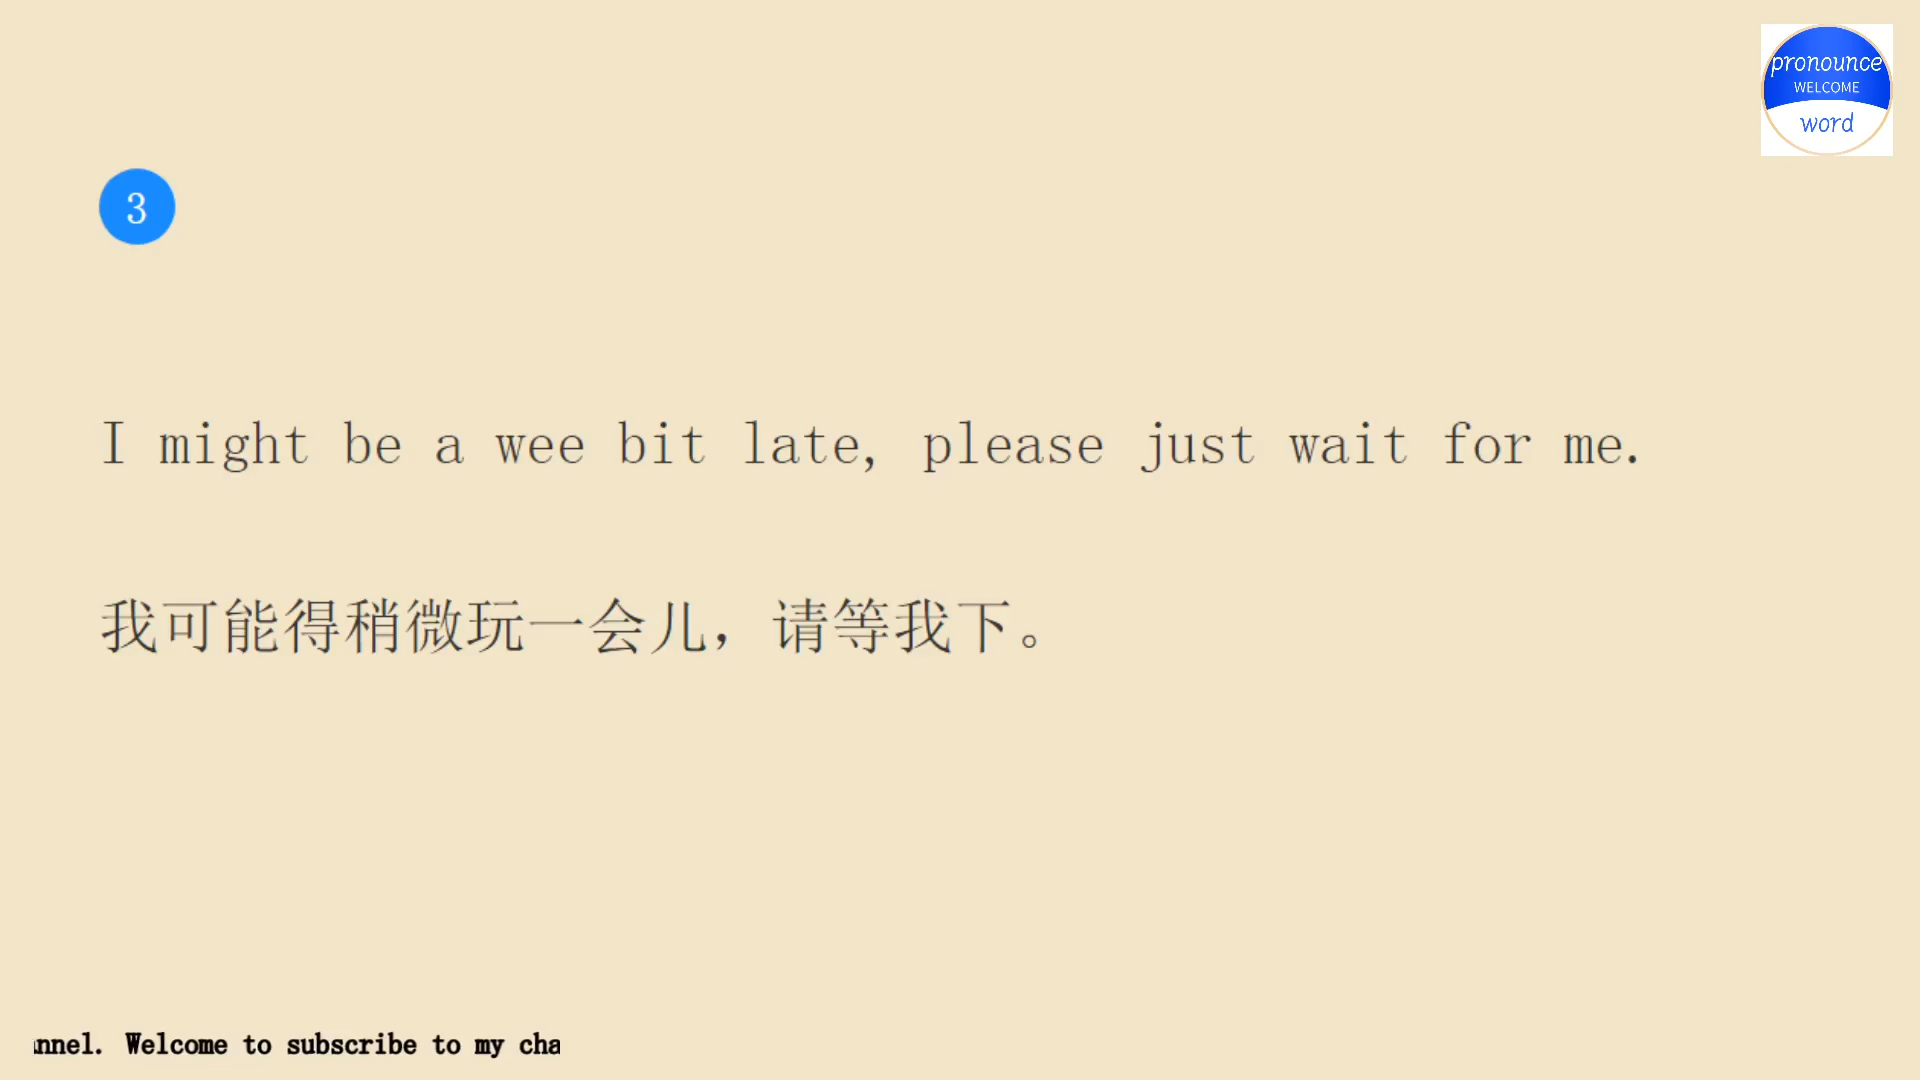 pronounce
WELCOME
word
3
I might be a wee bit late, please just wait for me.
我可能得稍微玩一会儿，请等我下。
nnel. Welcome to subscribe to my cha